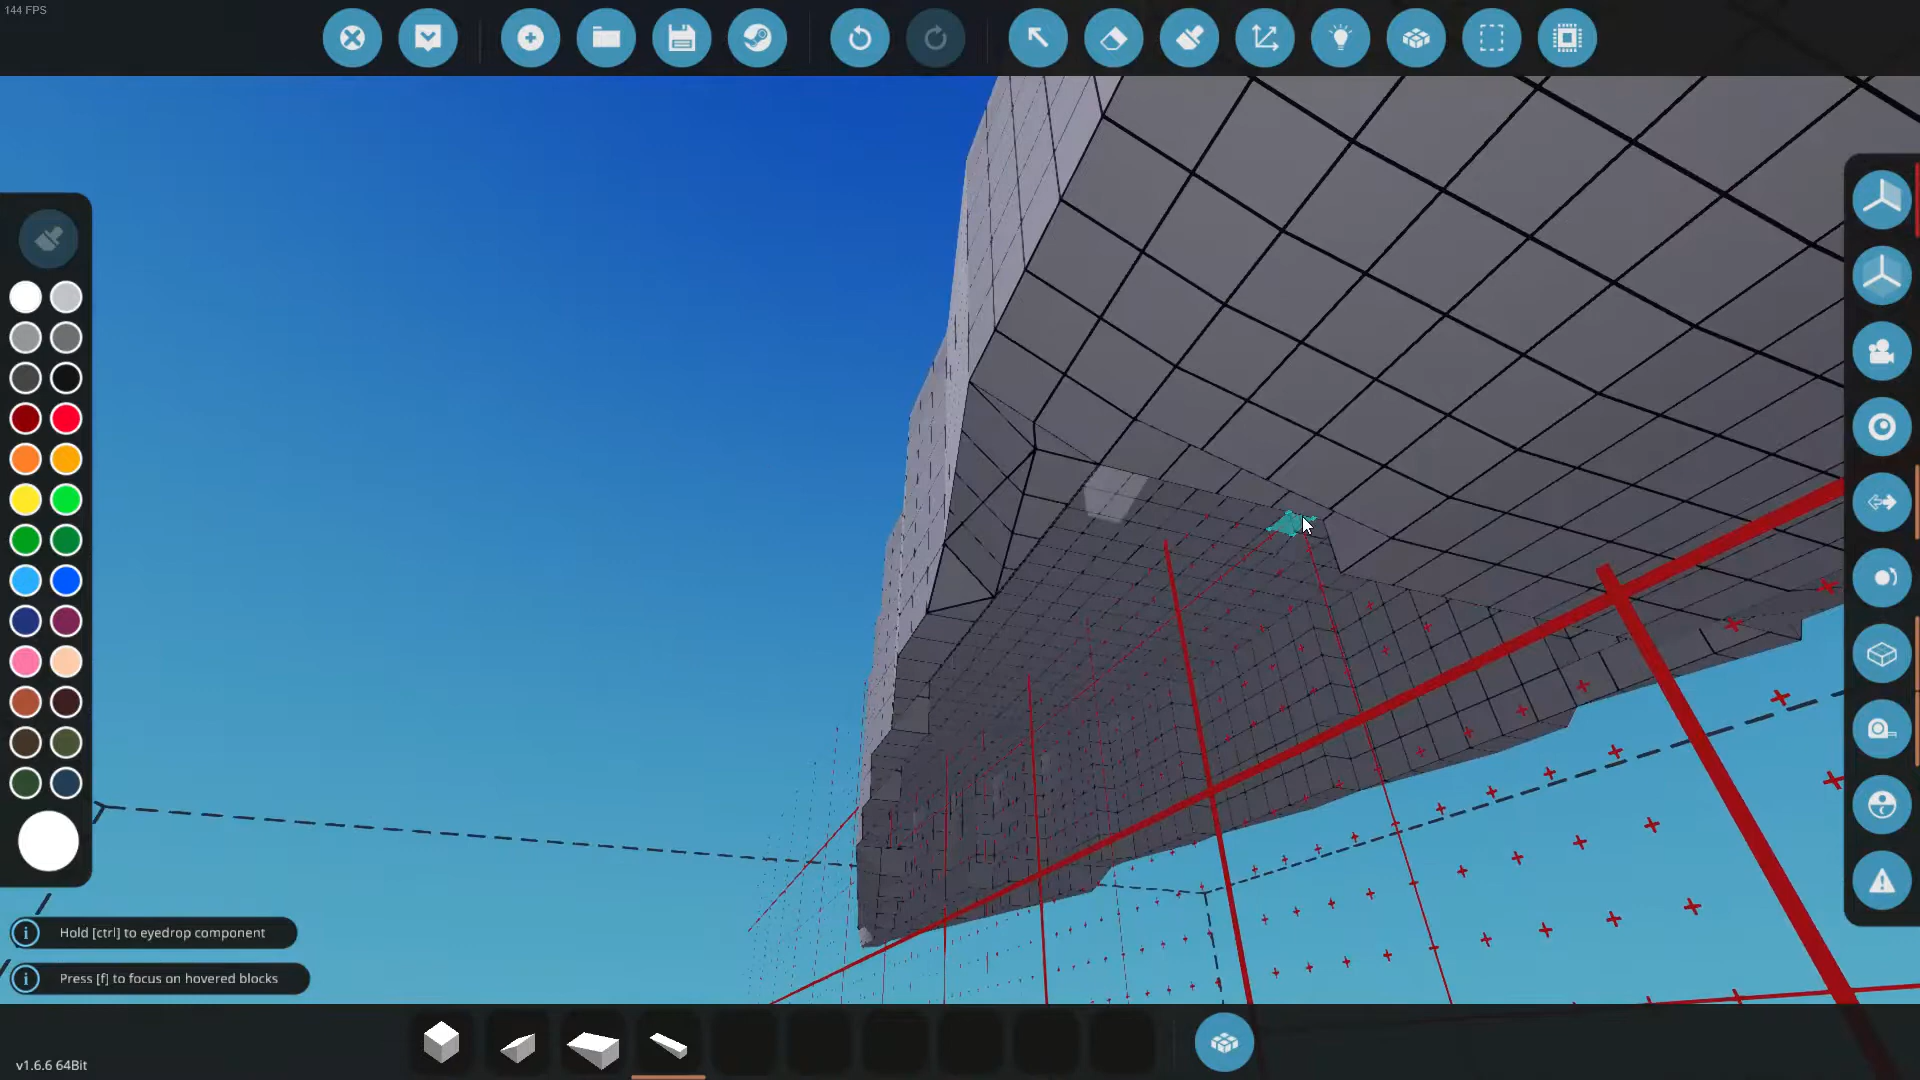 144 FPS
Hold [ctrl] to eyedrop component
Press [f] to focus on hovered blocks
v1.6.6 64Bit